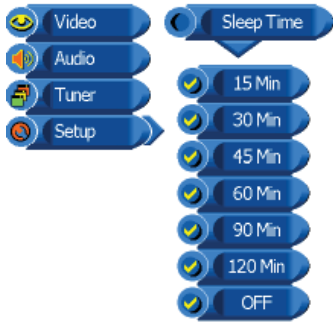 Video
Audio
Tuner
Setup
Sleep Time
15 Min
30 Min
45 Min
60 Min
90 Min
120 Min
OFF